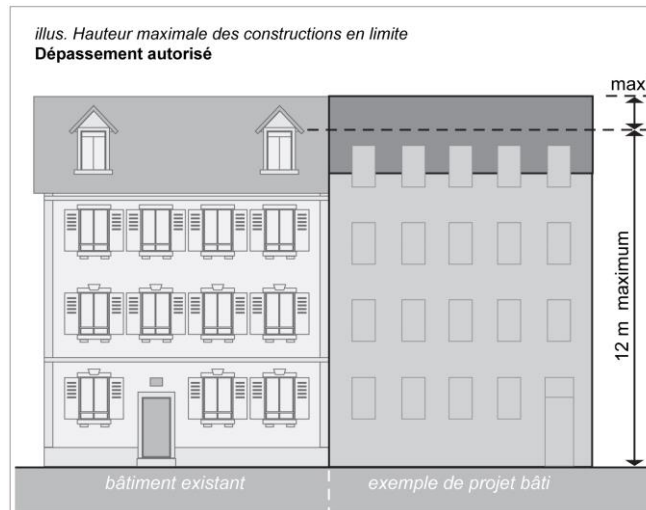 illus. Hauteur maximale des constructions en limite
Dépassement autorisé
max
12 m maximum
bâtiment existant
exemple de projet bâti